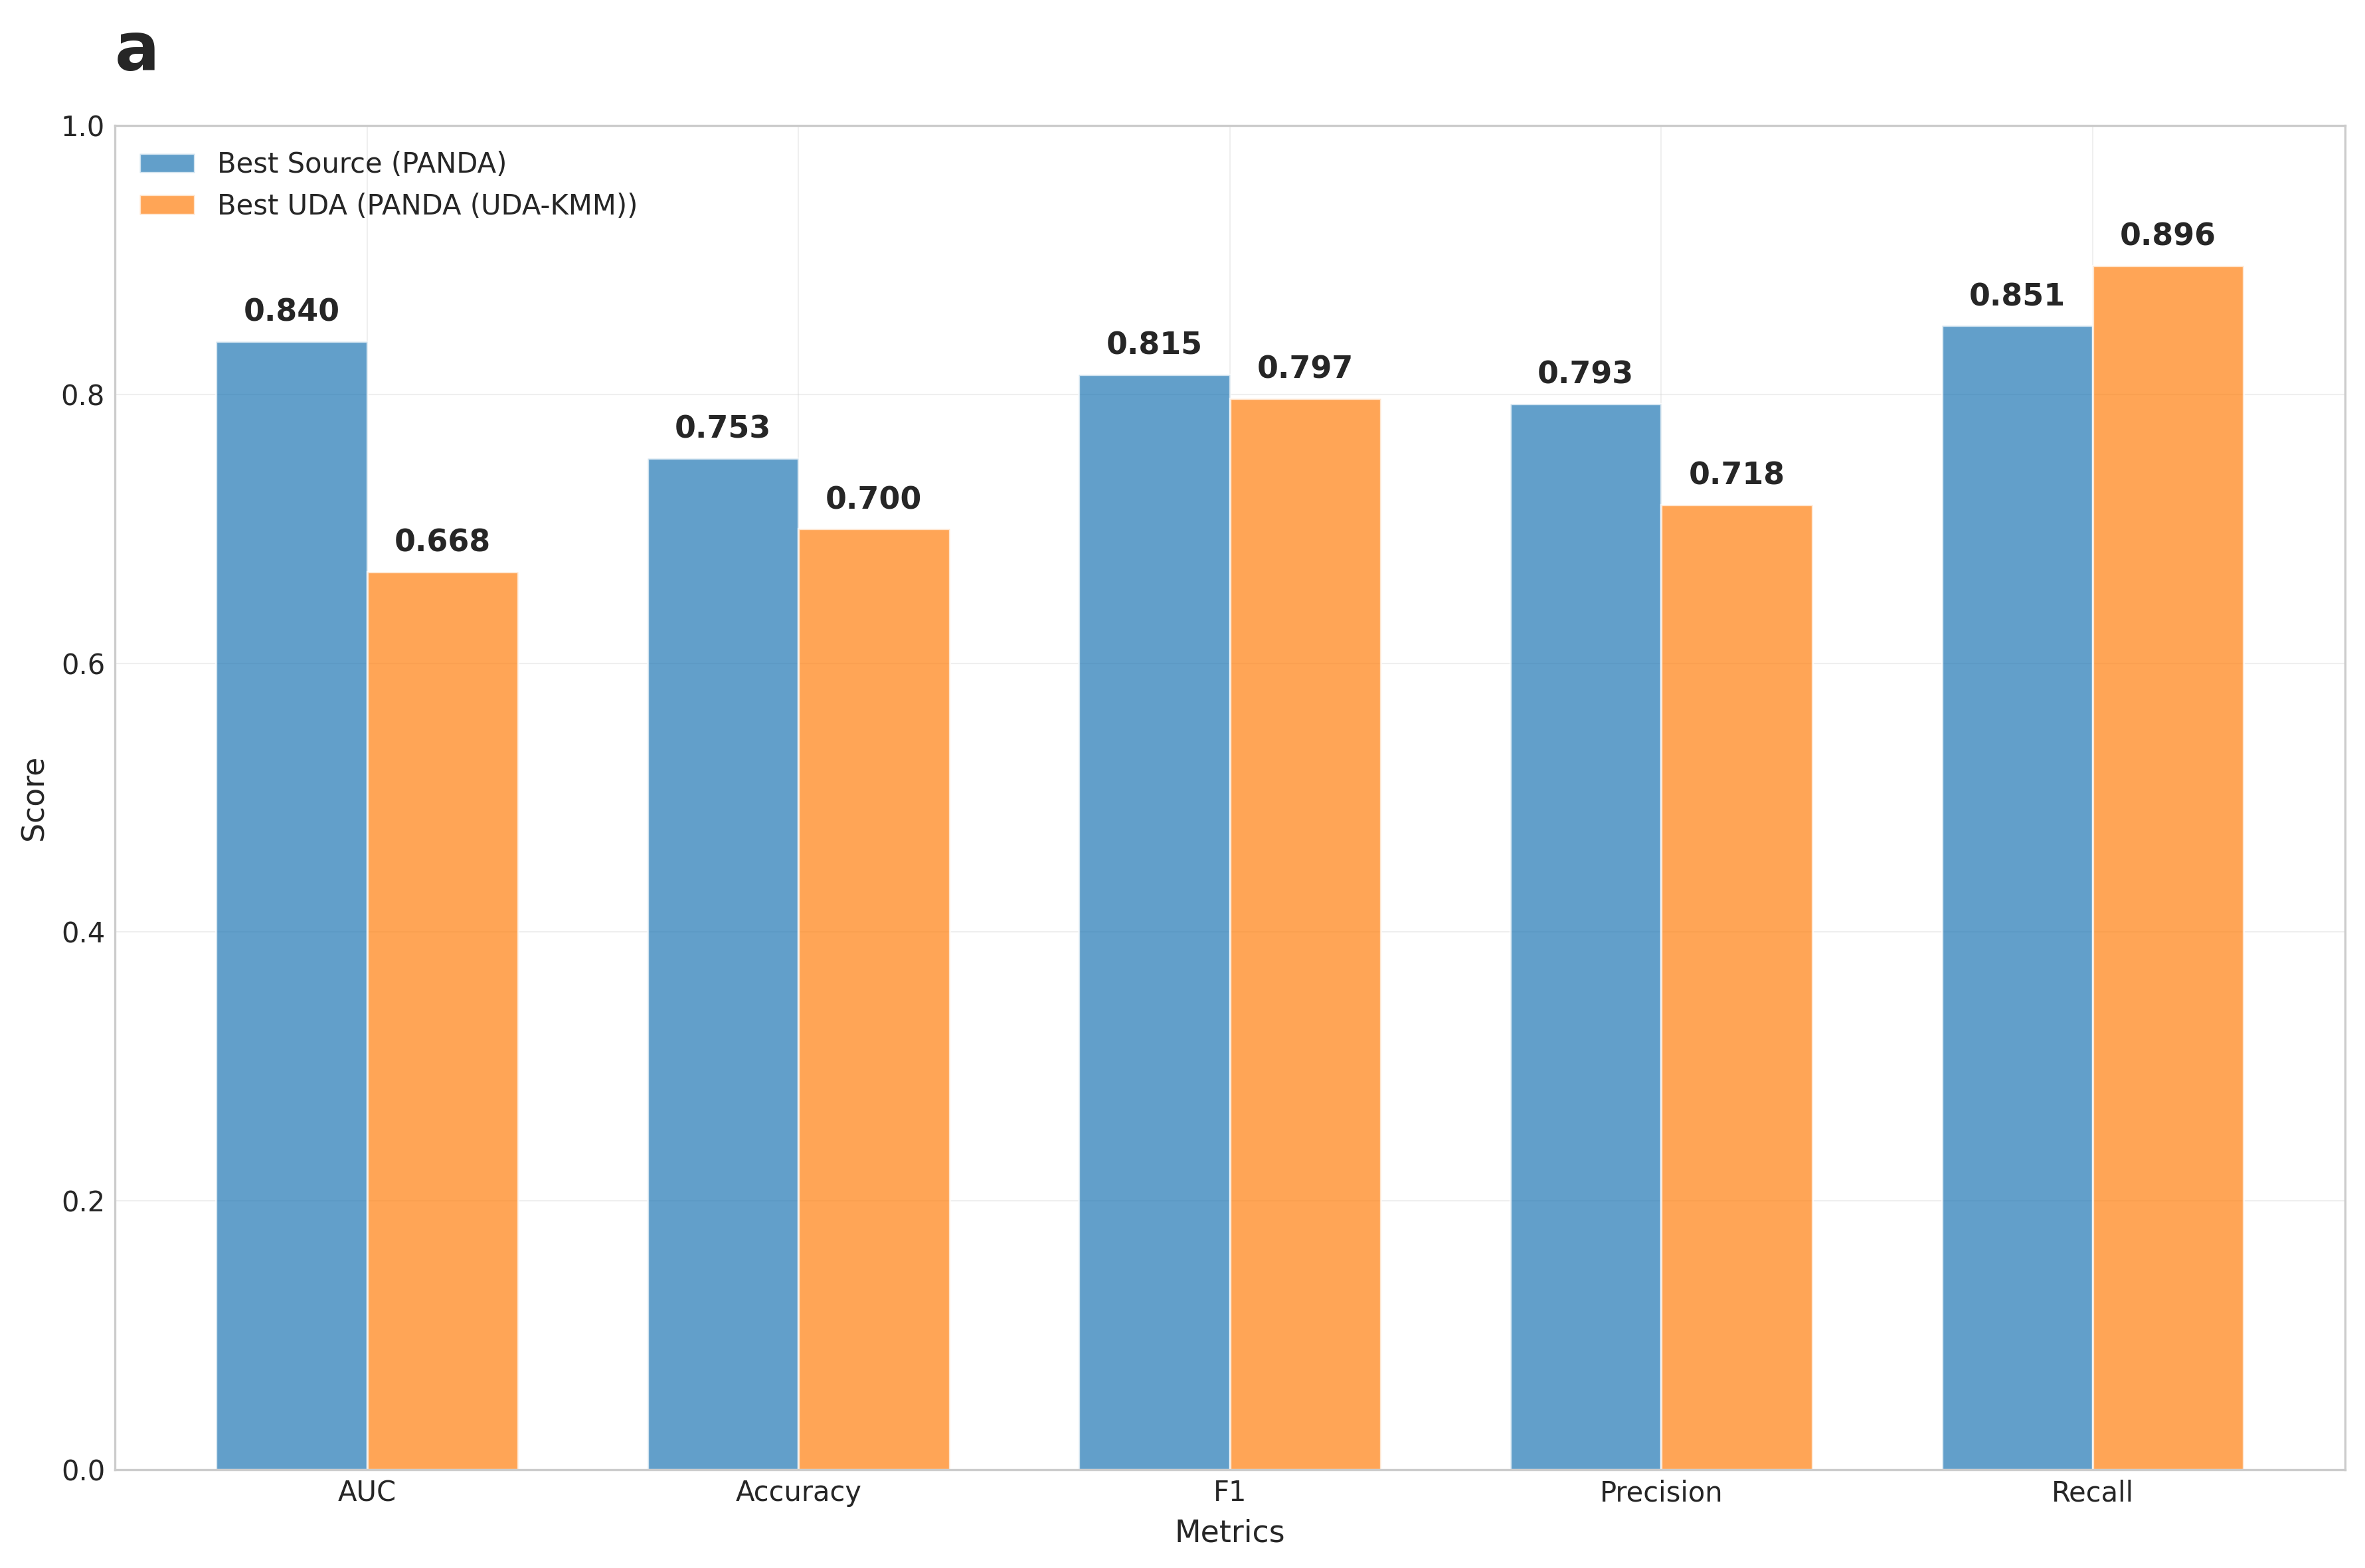 a
1.0
0.8
0.6
0.4
0.2
0.0
Score
Best Source (PANDA)
Best UDA (PANDA (UDA-KMM))
0.840
0.668
0.753
0.700
0.815
0.797
0.793
0.718
0.851
0.896
AUC
Accuracy
F1
Precision
Recall
Metrics